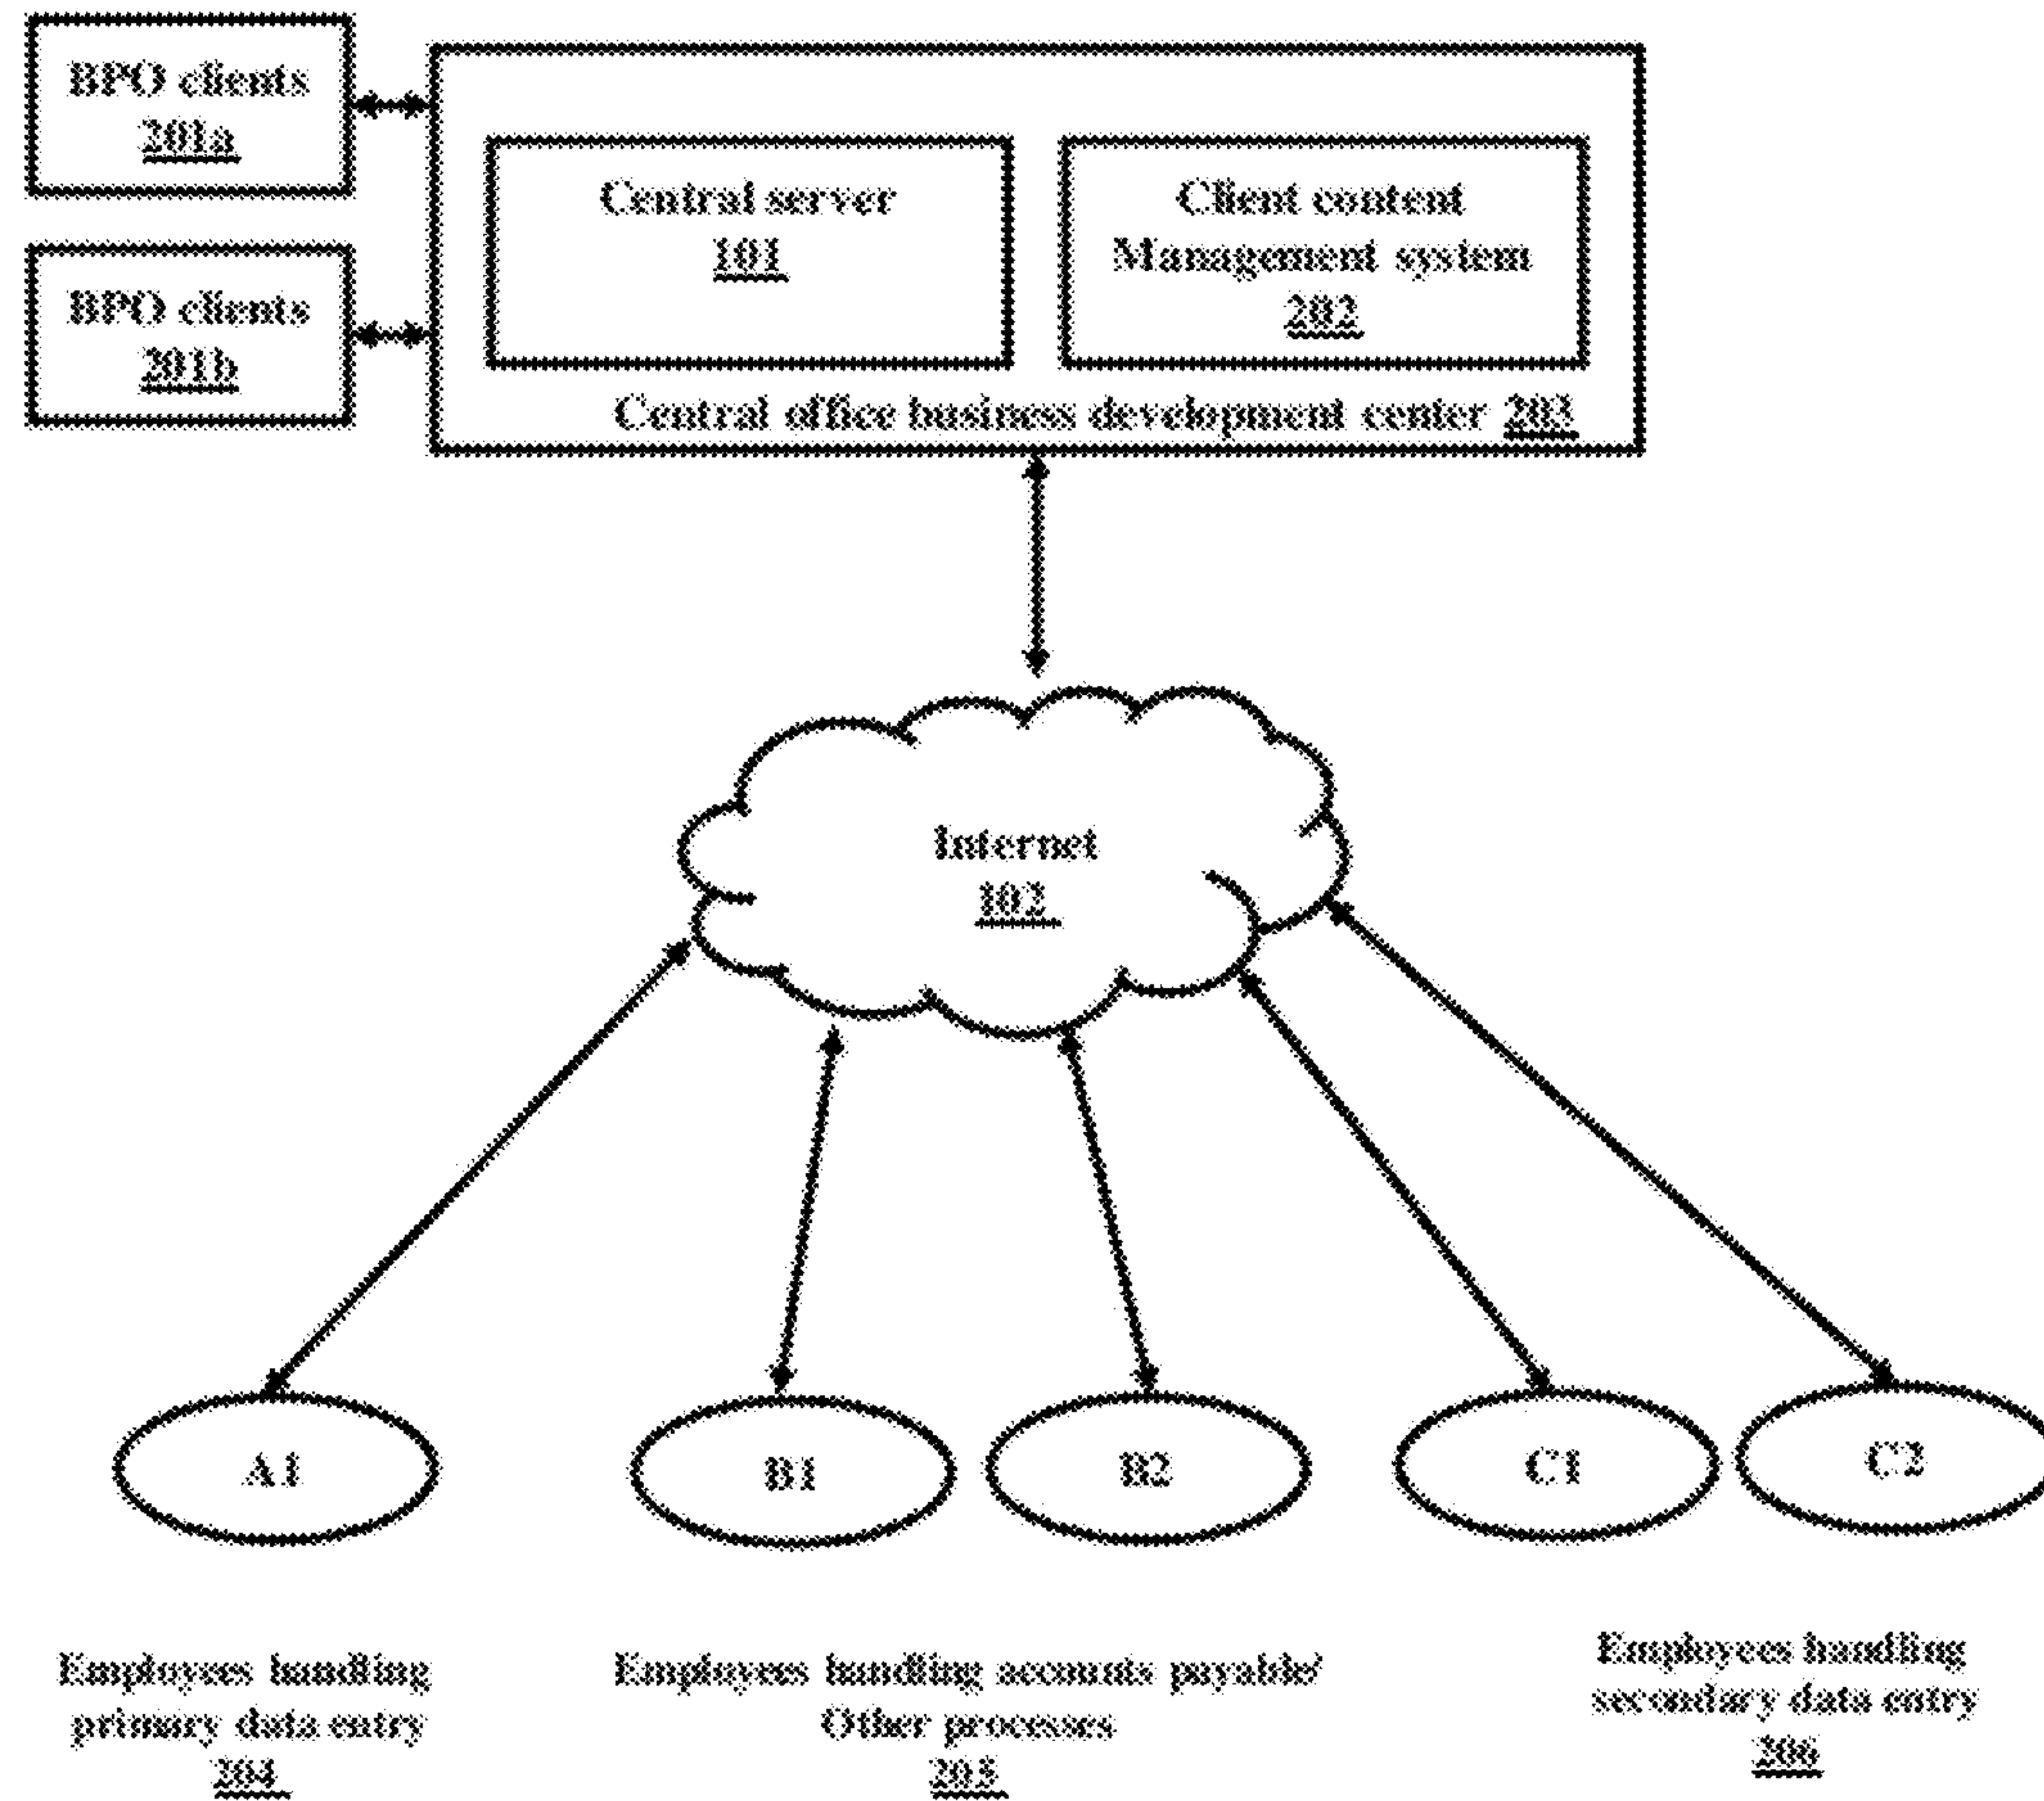 BPO clients
201a
BPO clients
201b
Central server
101
Client content
Management system
202
Central office business development center 203
Internet
102
A1
B1
B2
C1
C2
Employees handling
primary data entry
204
Employees handling accounts payable/
Other processes
205
Employees handling
secondary data entry
206